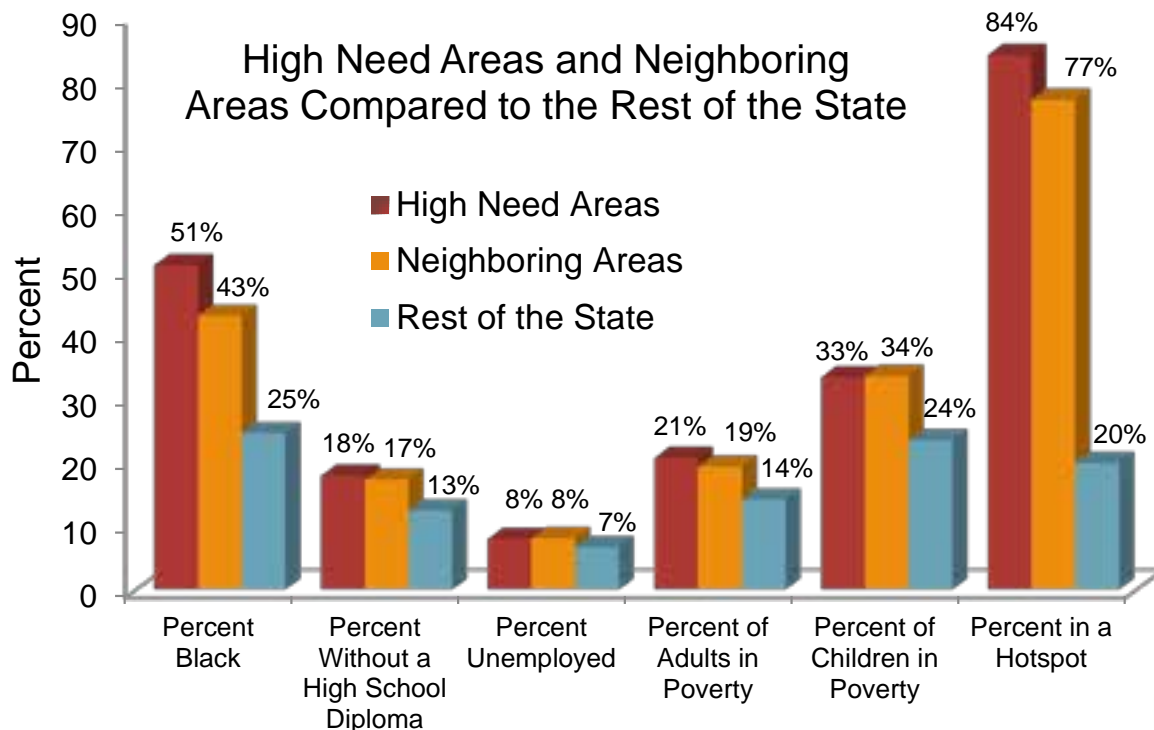 High Need Areas and Neighboring
Areas Compared to the Rest of the State
Percent
90
80
70
60
50
40
30
20
10
0
High Need Areas
Neighboring Areas
Rest of the State
51%
43%
25%
18%
17%
13%
8%
8%
7%
21%
19%
14%
33%
34%
24%
84%
77%
20%
Percent
Black
Percent
Without a
High School
Diploma
Percent
Unemployed
Percent of
Adults in
Poverty
Percent of
Children in
Poverty
Percent in a
Hotspot